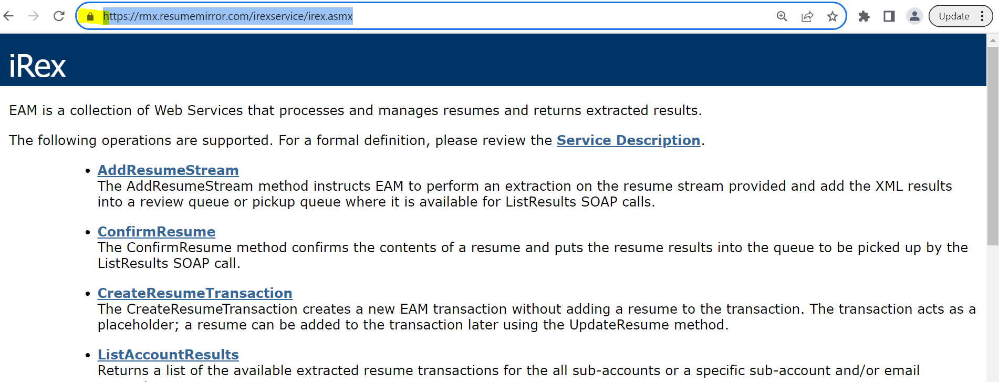 https://rmx.resumemirror.com/irexservice/irex.asmx
Update
iRex
EAM is a collection of Web Services that processes and manages resumes and returns extracted results.
The following operations are supported. For a formal definition, please review the Service Description.
• AddResumeStream
The AddResumeStream method instructs EAM to perform an extraction on the resume stream provided and add the XML results
into a review queue or pickup queue where it is available for ListResults SOAP calls.
• ConfirmResume
The ConfirmResume method confirms the contents of a resume and puts the resume results into the queue to be picked up by the
ListResults SOAP call.
• CreateResumeTransaction
The CreateResumeTransaction creates a new EAM transaction without adding a resume to the transaction. The transaction acts as a
placeholder; a resume can be added to the transaction later using the UpdateResume method.
• ListAccountResults
Returns a list of the available extracted resume transactions for the all sub-accounts or a specific sub-account and/or email